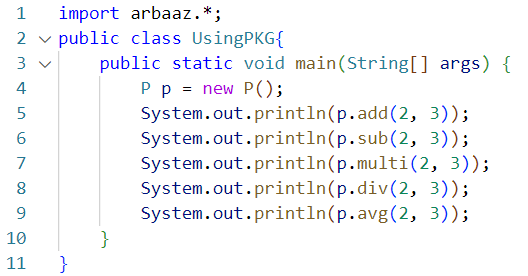 1 import arbaaz.*;
2 public class UsingPKG{
3 public static void main(String[] args) {
4 P p = new P();
5 System.out.println(p.add(2, 3));
6 System.out.println(p.sub(2, 3));
7 System.out.println(p.multi(2, 3));
8 System.out.println(p.div(2, 3));
9 System.out.println(p.avg(2, 3));
10 }
11 }